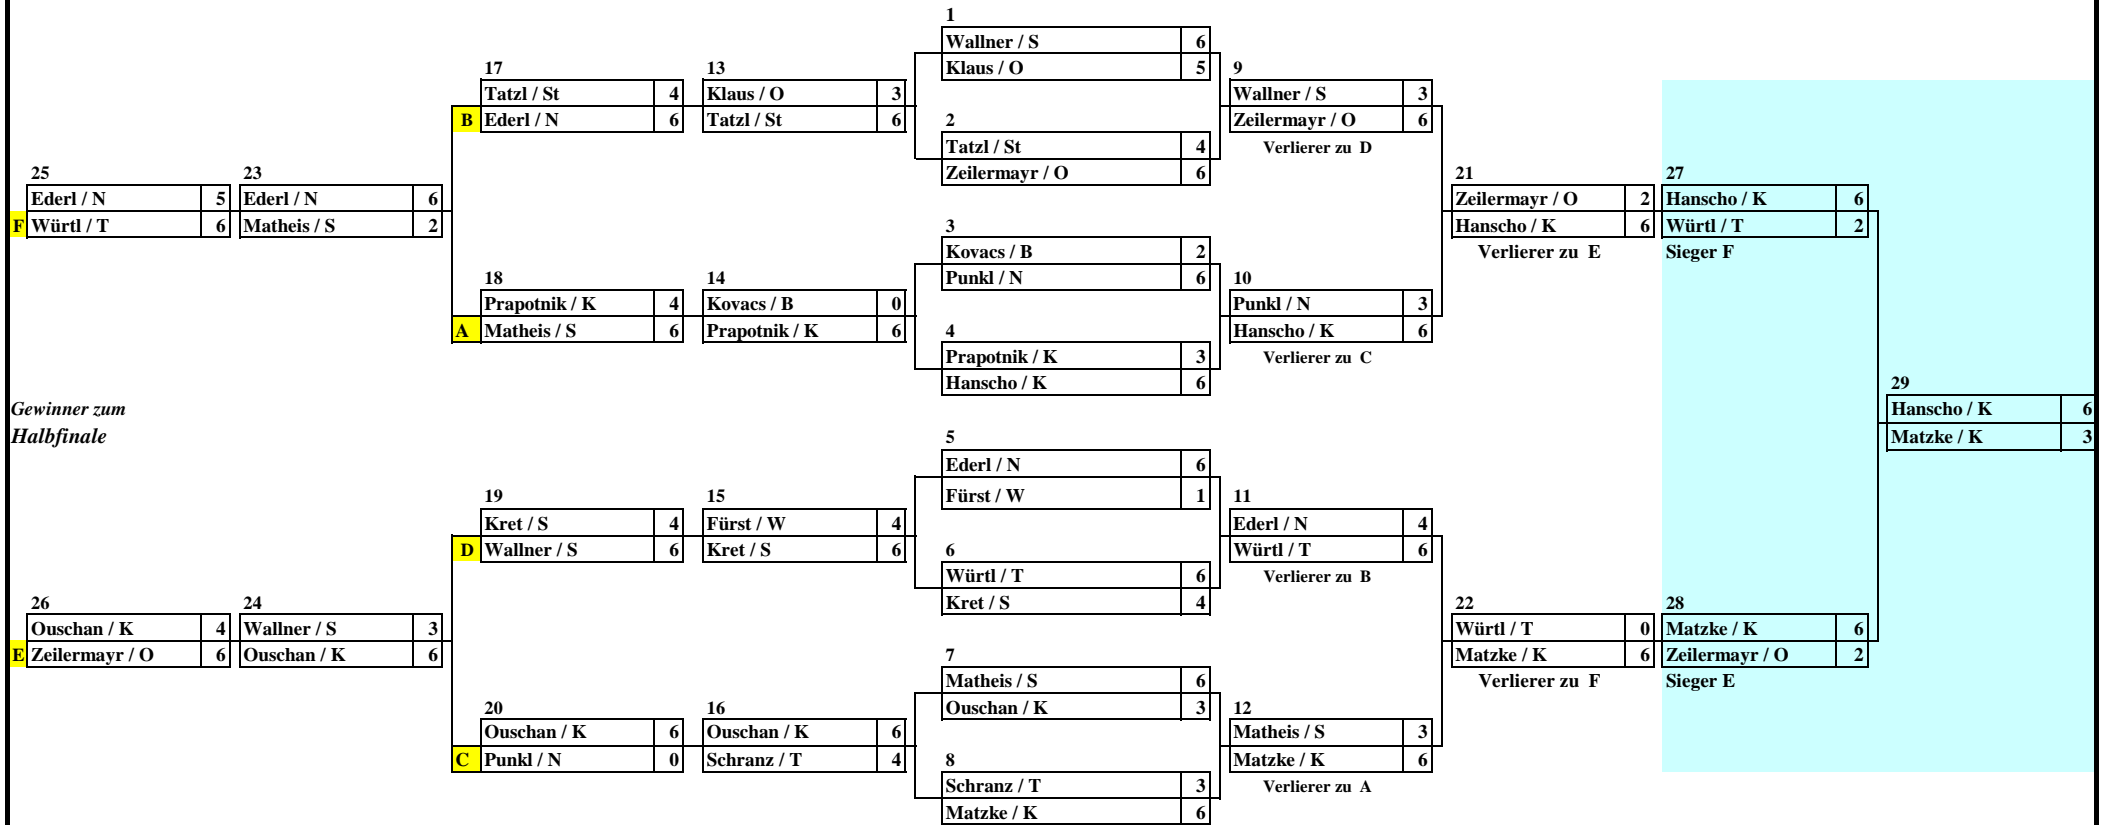 1
Wallner / S 6
Klaus / O 5
17 13 9
Tatzl / St 4 Klaus / O 3 Wallner / S 3
B Ederl / N 6 Tatzl / St 6 2 Zeilermayr / O 6
Tatzl / St 4 Verlierer zu D
Zeilermayr / O 6
25 23 21 27
Ederl / N 5 Ederl / N 6 Zeilermayr / O 2 Hanscho / K 6
F Würtl / T 6 Matheis / S 2 3 Hanscho / K 6 Würtl / T 2
Kovacs / B 2 Verlierer zu E Sieger F
18 14 Punkl / N 6 10
Prapotnik / K 4 Kovacs / B 0 Punkl / N 3
A Matheis / S 6 Prapotnik / K 6 4 Hanscho / K 6
Prapotnik / K 3 Verlierer zu C
Hanscho / K 6 29
Gewinner zum Hanscho / K 6
Halbfinale 5 Matzke / K 3
Ederl / N 6
19 15 Fürst / W 1 11
Kret / S 4 Fürst / W 4 Ederl / N 4
D Wallner / S 6 Kret / S 6 6 Würtl / T 6
Würtl / T 6 Verlierer zu B
26 24 Kret / S 4 22 28
Ouschan / K 4 Wallner / S 3 Würtl / T 0 Matzke / K 6
E Zeilermayr / O 6 Ouschan / K 6 7 Matzke / K 6 Zeilermayr / O 2
Matheis / S 6 Verlierer zu F Sieger E
20 16 Ouschan / K 3 12
Ouschan / K 6 Ouschan / K 6 Matheis / S 3
C Punkl / N 0 Schranz / T 4 8 Matzke / K 6
Schranz / T 3 Verlierer zu A
Matzke / K 6